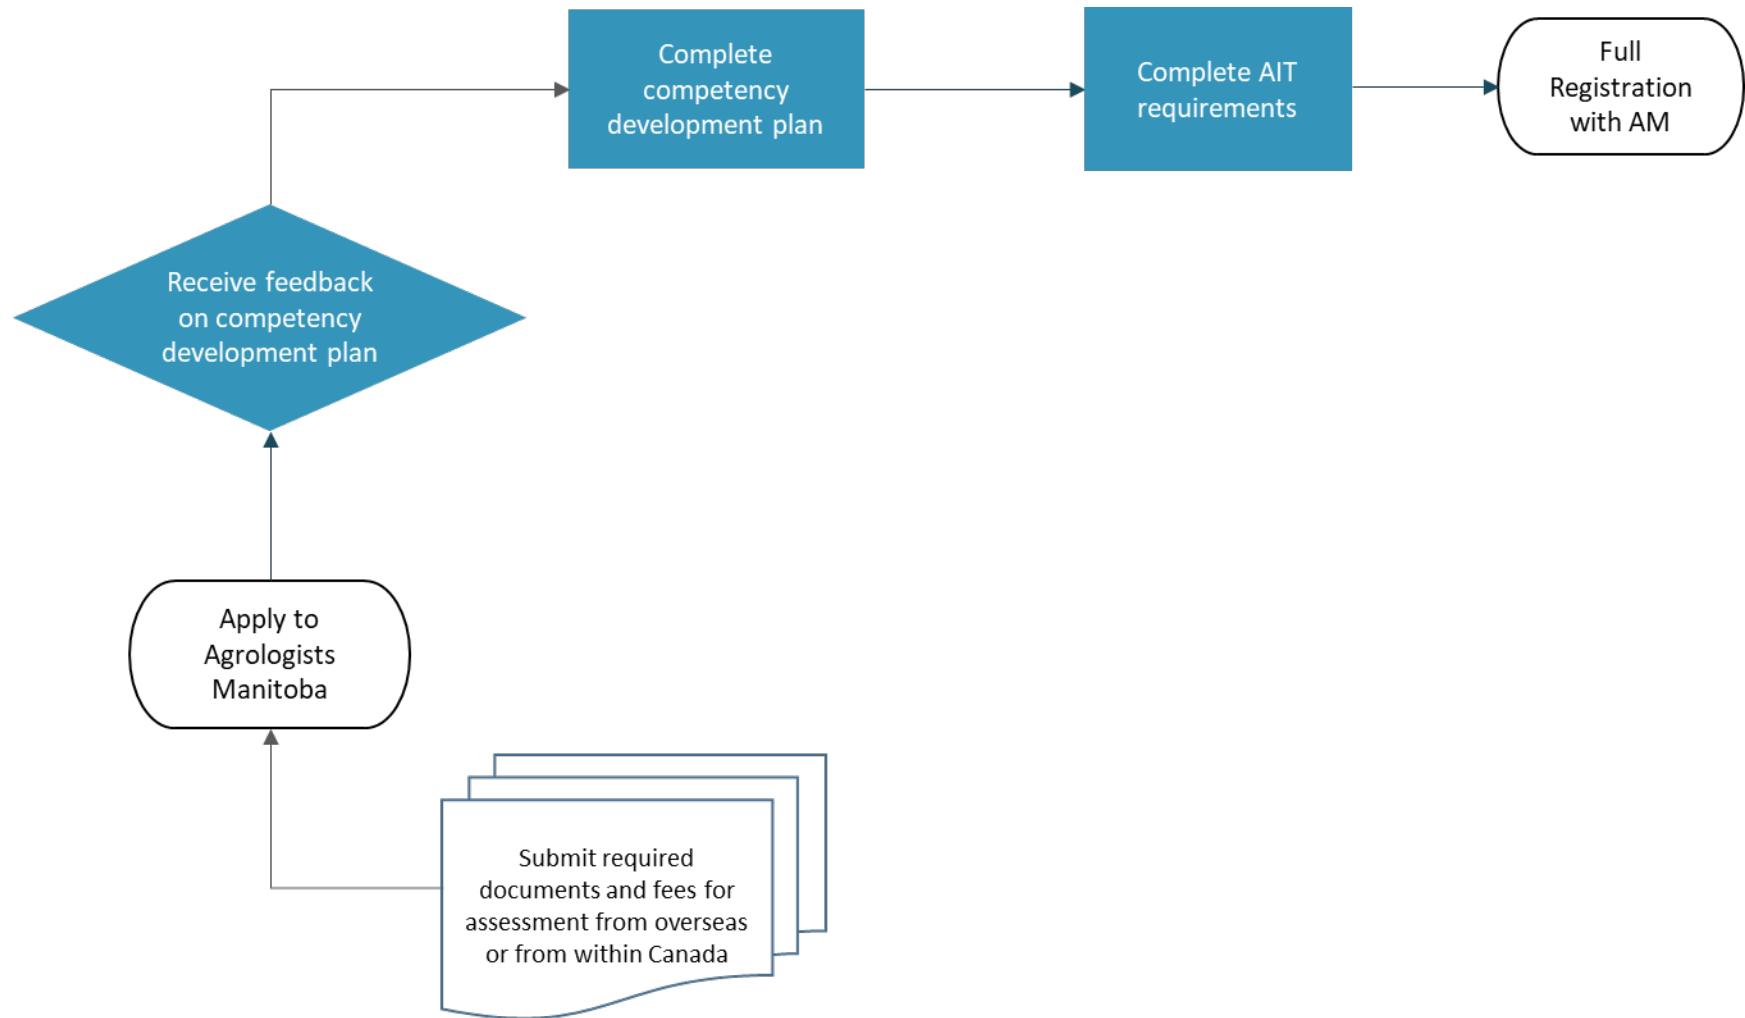 Complete
competency
development plan
Complete AIT
requirements
Full
Registration
with AM
Receive feedback
on competency
development plan
Apply to
Agrologists
Manitoba
Submit required
documents and fees for
assessment from overseas
or from within Canada